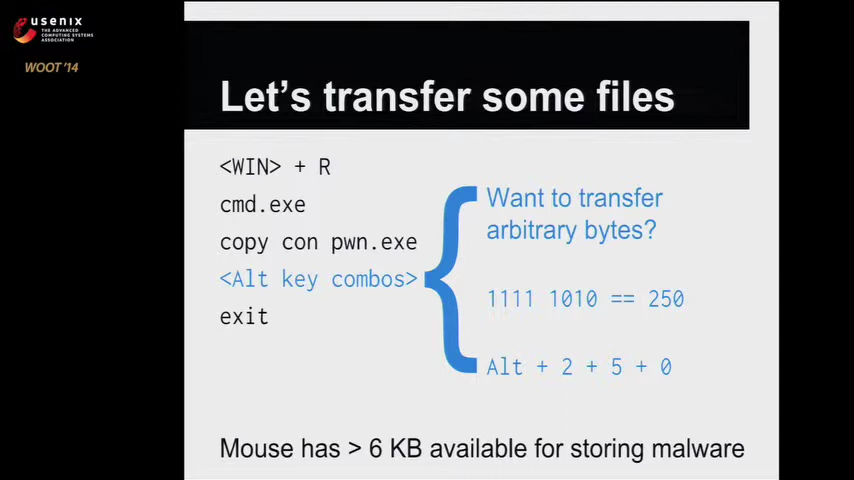 usenix
THE ADVANCED
COMPUTING SYSTEMS
ASSOCIATION
WOOT '14
Let's transfer some files
<WIN> + R
cmd.exe
copy con pwn.exe
<Alt key combos>
exit
{
Want to transfer
arbitrary bytes?
1111 1010 == 250
Alt + 2 + 5 + 0
Mouse has > 6 KB available for storing malware